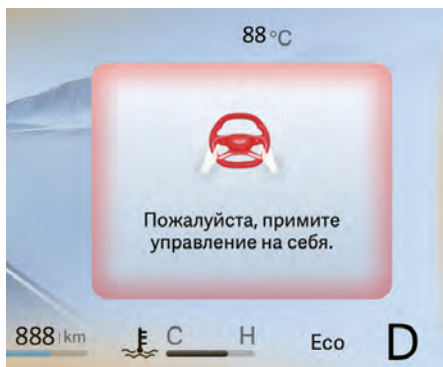 88 °C
Пожалуйста, примите
управление на себя.
888 km C H Eco D